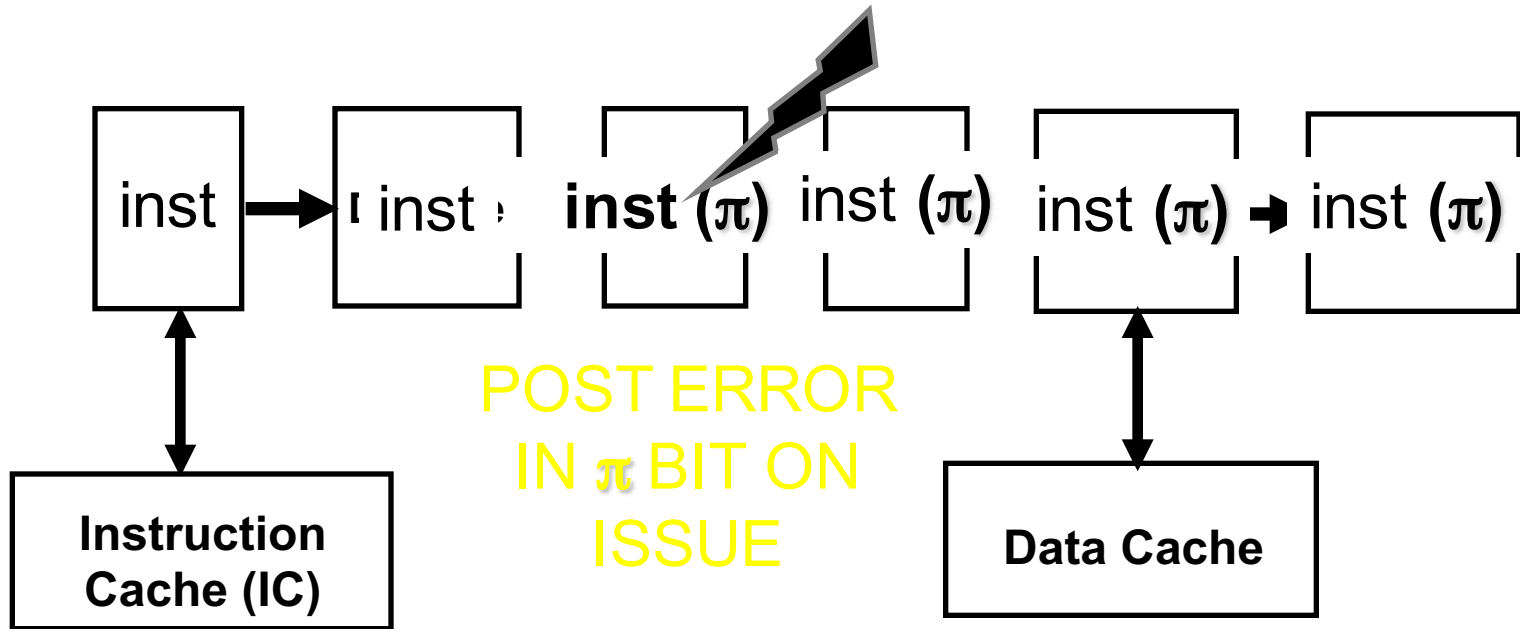 inst
inst
inst (π)
inst (π)
inst (π)
inst (π)
POST ERROR
IN π BIT ON
ISSUE
Instruction
Cache (IC)
Data Cache